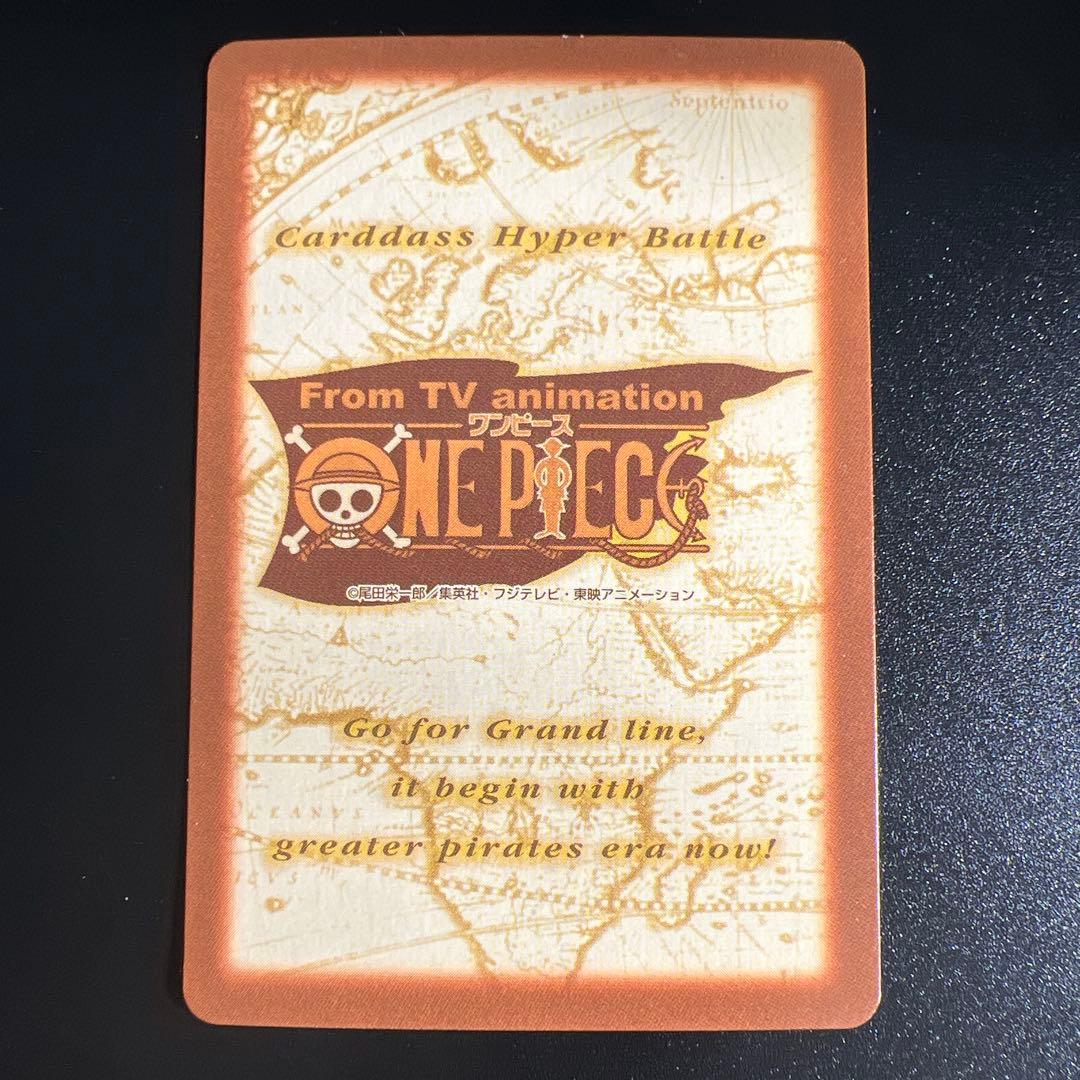 Septentrio
Carddass Hyper Battle
From TV animation
ワンピース
ONE PIECE
©尾田栄一郎／集英社・フジテレビ・東映アニメーション
Go for Grand line,
it begin with
greater pirates era now!